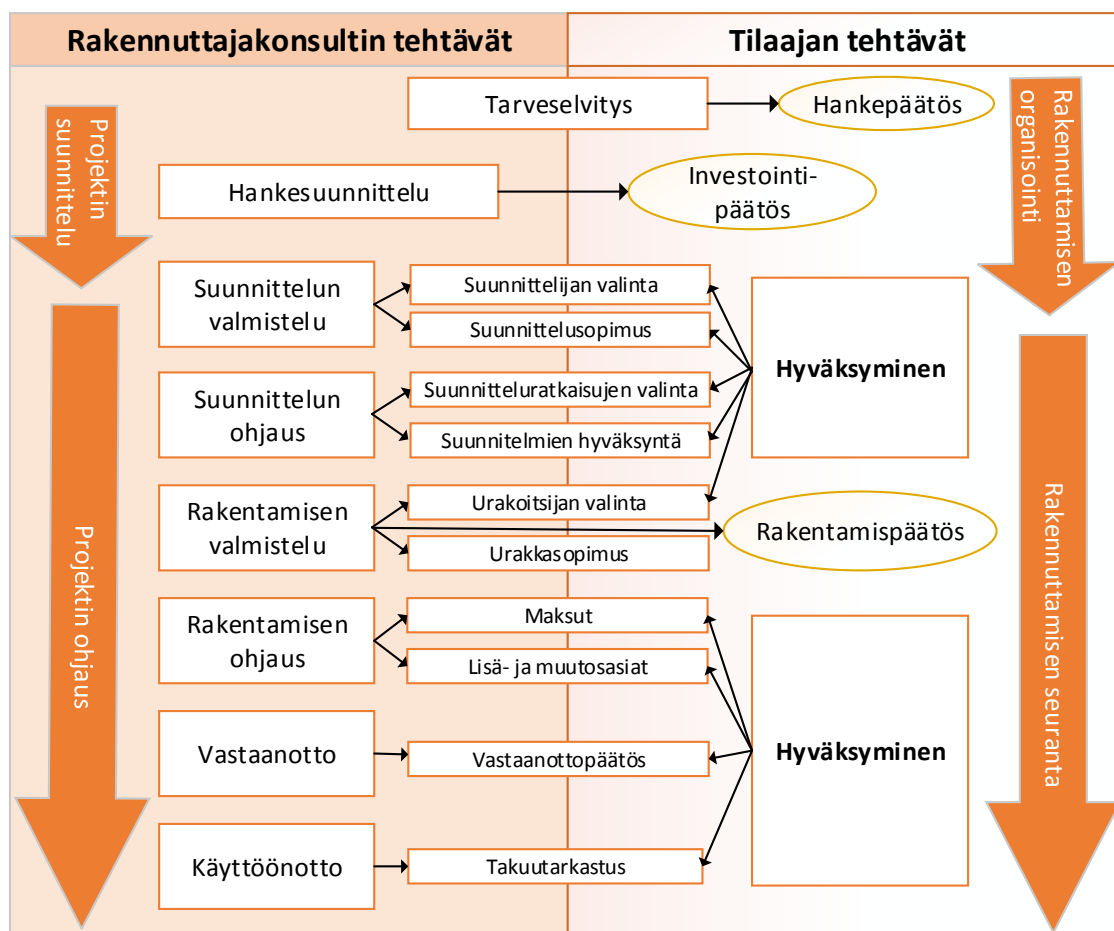 Rakennuttajakonsultin tehtävät
Tilaajan tehtävät
Projektin
suunnittelu
Tarveselvitys
Hankepäätös
Rakennuttamisen
organisointi
Hankesuunnittelu
Investointi-
päätös
Suunnittelun
valmistelu
Suunnittelijan valinta
Suunnittelusopimus
Hyväksyminen
Suunnittelun
ohjaus
Suunnitteluratkaisujen valinta
Suunnitelmien hyväksyntä
Projektin ohjaus
Rakentamisen
valmistelu
Urakoitsijan valinta
Urakkasopimus
Rakentamispäätös
Rakennuttamisen seuranta
Rakentamisen
ohjaus
Maksut
Lisä- ja muutosasiat
Hyväksyminen
Vastaanotto
Vastaanottopäätös
Käyttöönotto
Takuutarkastus